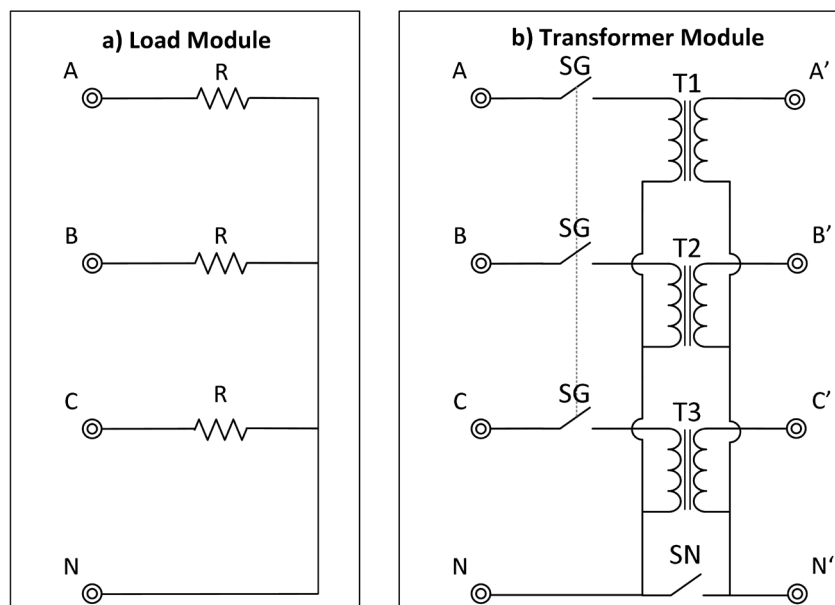 a) Load Module
A
R
B
R
C
R
N
b) Transformer Module
A
SG
T1
A’
B
SG
T2
B’
C
SG
T3
C’
N
SN
N‘